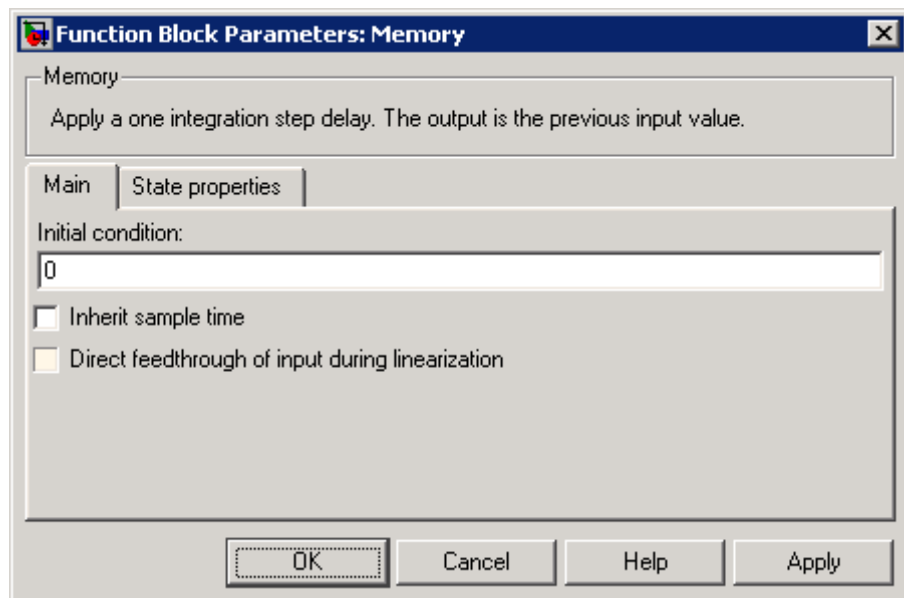 Function Block Parameters: Memory
Memory
Apply a one integration step delay. The output is the previous input value.
Main State properties
Initial condition:
0
Inherit sample time
Direct feedthrough of input during linearization
OK Cancel Help Apply